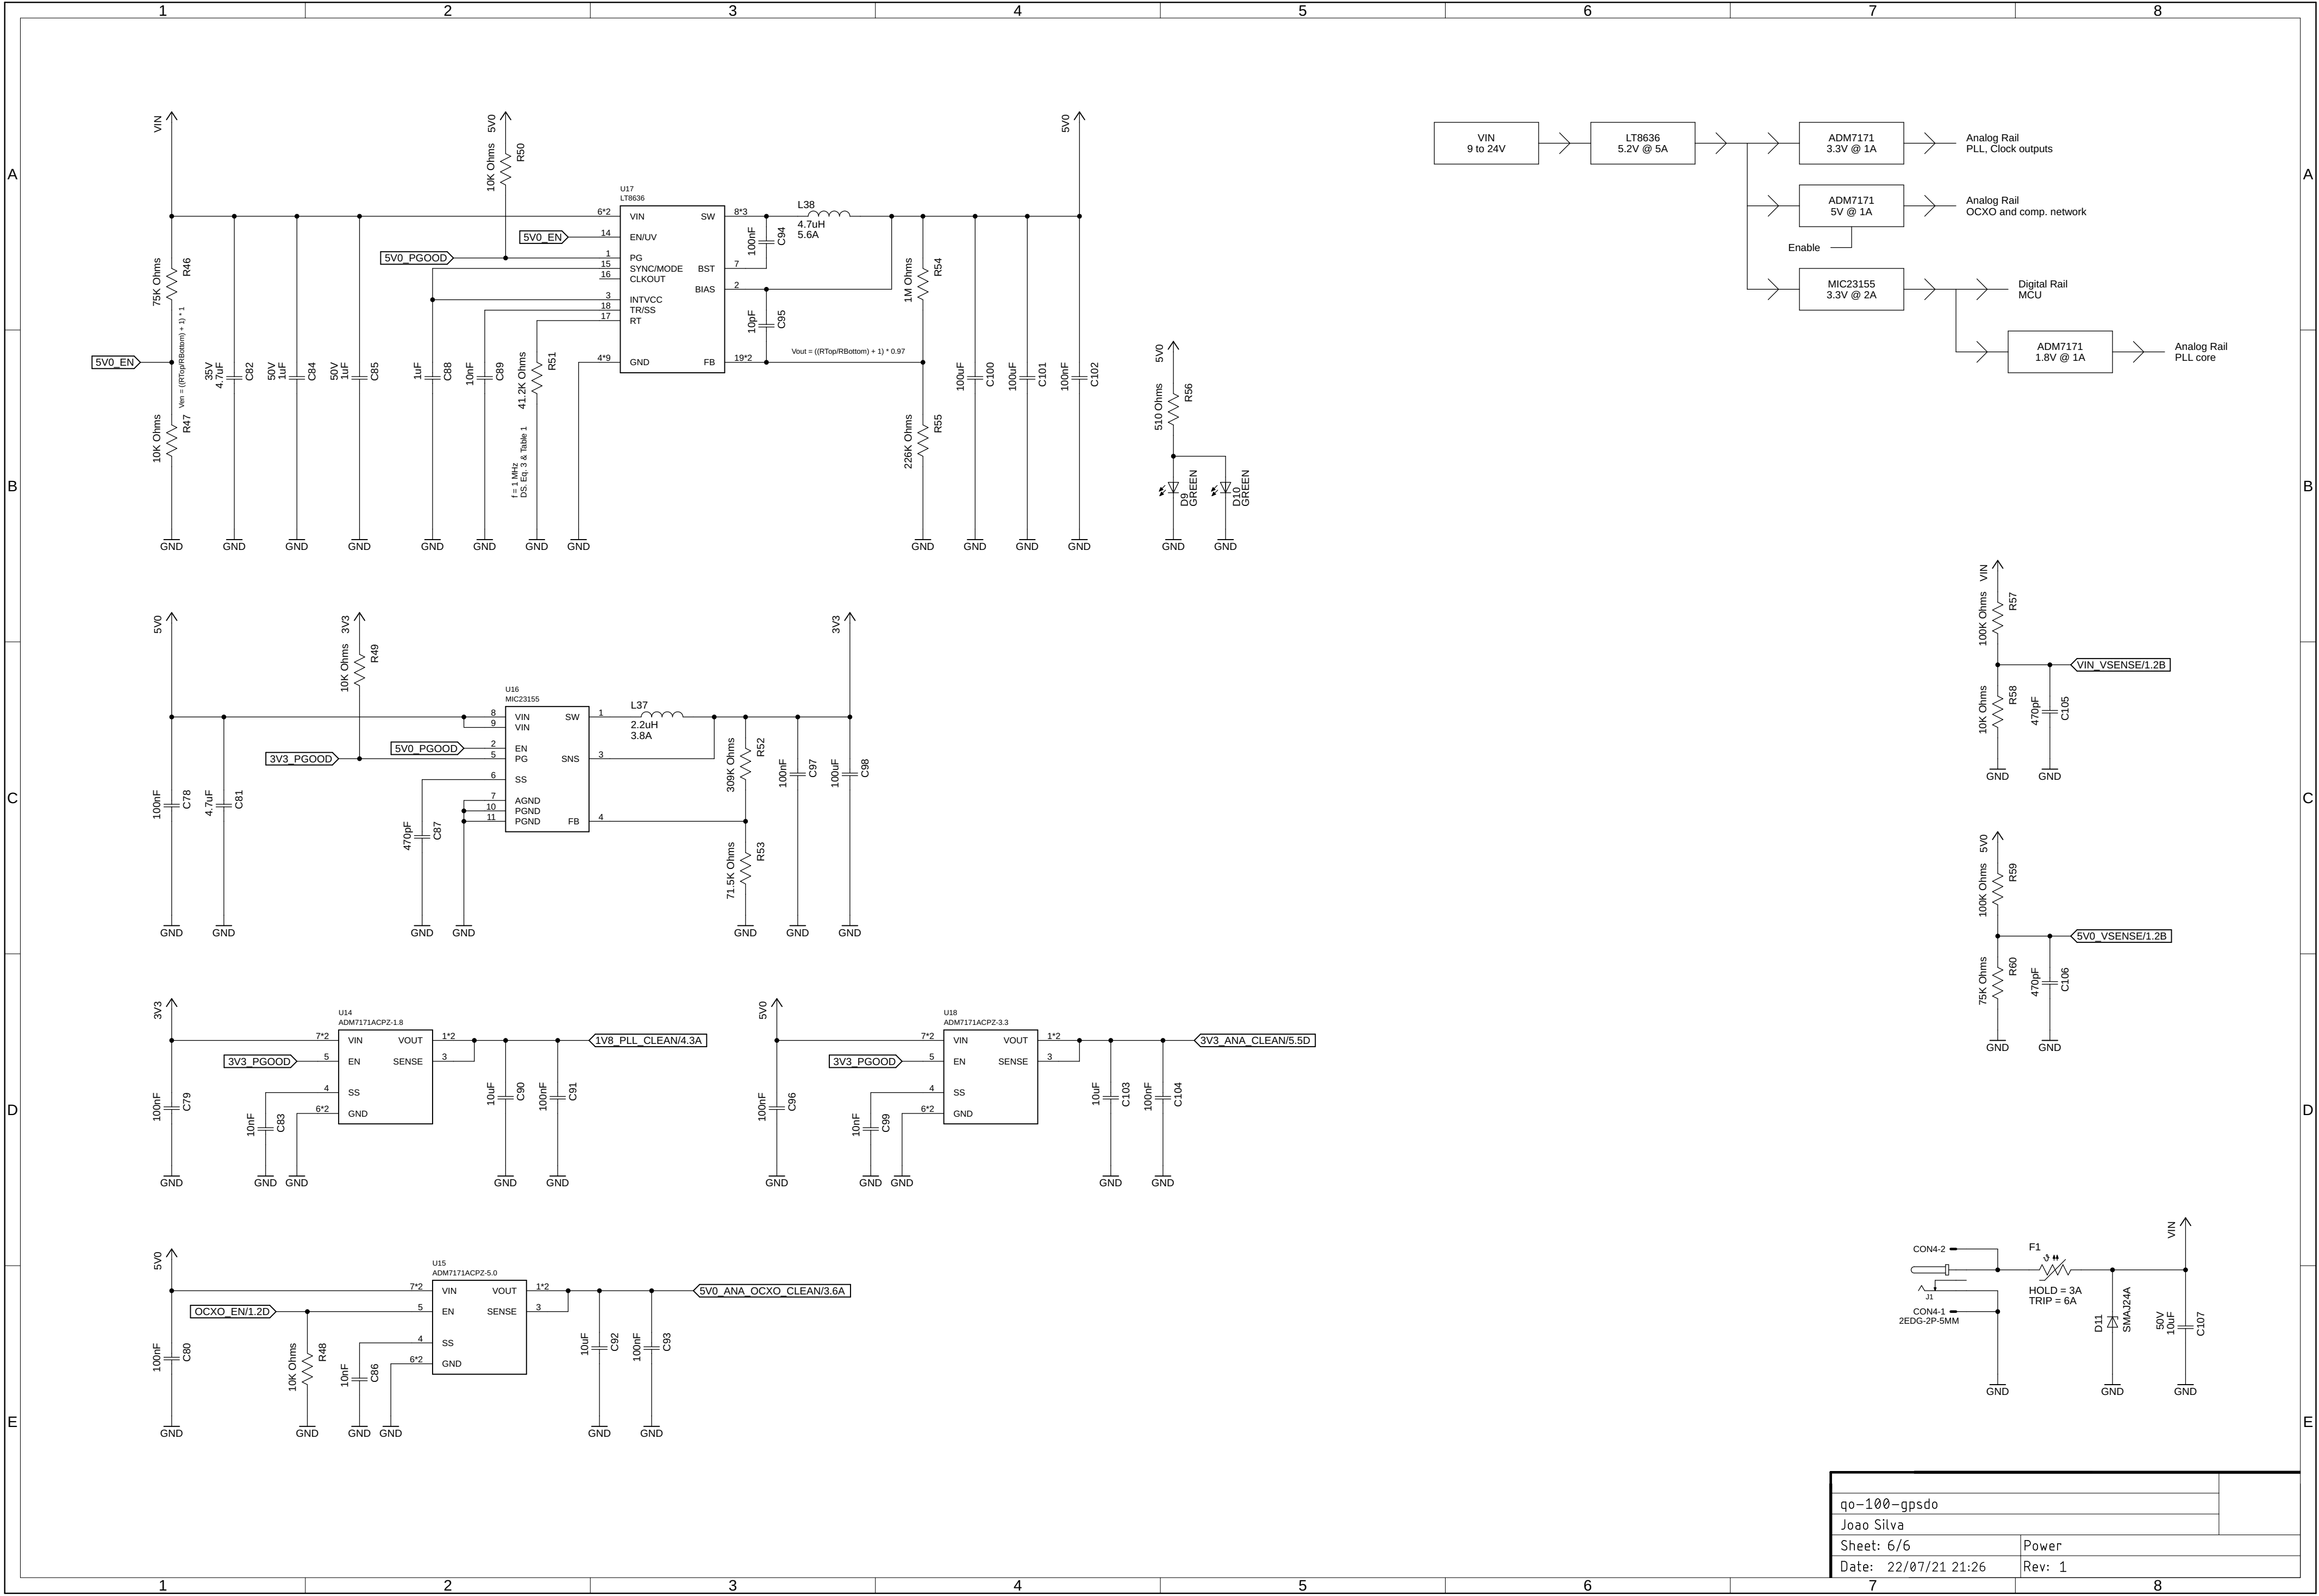 1 2 3 4 5 6 7 8
A
B
C
D
E
VIN
R46
75K Ohms
5V0_EN
Ven = ((RTop/RBottom) + 1) * 1
R47
10K Ohms
GND
35V
4.7uF
C82
GND
50V
1uF
C84
GND
50V
1uF
C85
GND
5V0
R50
10K Ohms
5V0_PGOOD
5V0_EN
1uF
C88
GND
10nF
C89
GND
41.2K Ohms
R51
f = 1 MHz
DS. Eq. 3 & Table 1
GND
GND
U17
LT8636
6*2 VIN SW 8*3
14 EN/UV
1 PG
15 SYNC/MODE BST 7
16 CLKOUT
BIAS 2
3 INTVCC
18 TR/SS
17 RT
4*9 GND FB 19*2
100nF
C94
L38
4.7uH
5.6A
10pF
C95
Vout = ((RTop/RBottom) + 1) * 0.97
1M Ohms
R54
226K Ohms
R55
GND
100uF
C100
GND
100uF
C101
GND
5V0
100nF
C102
GND
5V0
510 Ohms
R56
D9
GREEN
D10
GREEN
GND
GND
VIN
9 to 24V
LT8636
5.2V @ 5A
ADM7171
3.3V @ 1A
Analog Rail
PLL, Clock outputs
ADM7171
5V @ 1A
Analog Rail
OCXO and comp. network
Enable
MIC23155
3.3V @ 2A
Digital Rail
MCU
ADM7171
1.8V @ 1A
Analog Rail
PLL core
5V0
100nF
C78
GND
4.7uF
C81
GND
3V3
10K Ohms
R49
3V3_PGOOD
5V0_PGOOD
470pF
C87
GND
GND
U16
MIC23155
8 VIN SW 1
9 VIN
2 EN
5 PG SNS 3
6 SS
7 AGND
10 PGND
11 PGND FB 4
L37
2.2uH
3.8A
309K Ohms
R52
71.5K Ohms
R53
GND
100nF
C97
GND
3V3
100uF
C98
GND
VIN
100K Ohms
R57
VIN_VSENSE/1.2B
10K Ohms
R58
470pF
C105
GND
GND
5V0
100K Ohms
R59
5V0_VSENSE/1.2B
75K Ohms
R60
470pF
C106
GND
GND
3V3
100nF
C79
GND
3V3_PGOOD
10nF
C83
GND
GND
U14
ADM7171ACPZ-1.8
7*2 VIN VOUT 1*2
5 EN SENSE 3
4 SS
6*2 GND
10uF
C90
GND
100nF
C91
GND
1V8_PLL_CLEAN/4.3A
5V0
100nF
C96
GND
3V3_PGOOD
10nF
C99
GND
GND
U18
ADM7171ACPZ-3.3
7*2 VIN VOUT 1*2
5 EN SENSE 3
4 SS
6*2 GND
10uF
C103
GND
100nF
C104
GND
3V3_ANA_CLEAN/5.5D
5V0
100nF
C80
GND
OCXO_EN/1.2D
10K Ohms
R48
GND
10nF
C86
GND
GND
U15
ADM7171ACPZ-5.0
7*2 VIN VOUT 1*2
5 EN SENSE 3
4 SS
6*2 GND
10uF
C92
GND
100nF
C93
GND
5V0_ANA_OCXO_CLEAN/3.6A
CON4-2
J1
CON4-1
2EDG-2P-5MM
GND
F1
HOLD = 3A
TRIP = 6A
D11
SMAJ24A
GND
VIN
50V
10uF
C107
GND
qo-100-gpsdo
Joao Silva
Sheet: 6/6 Power
Date: 22/07/21 21:26 Rev: 1
A
B
C
D
E
1 2 3 4 5 6 7 8